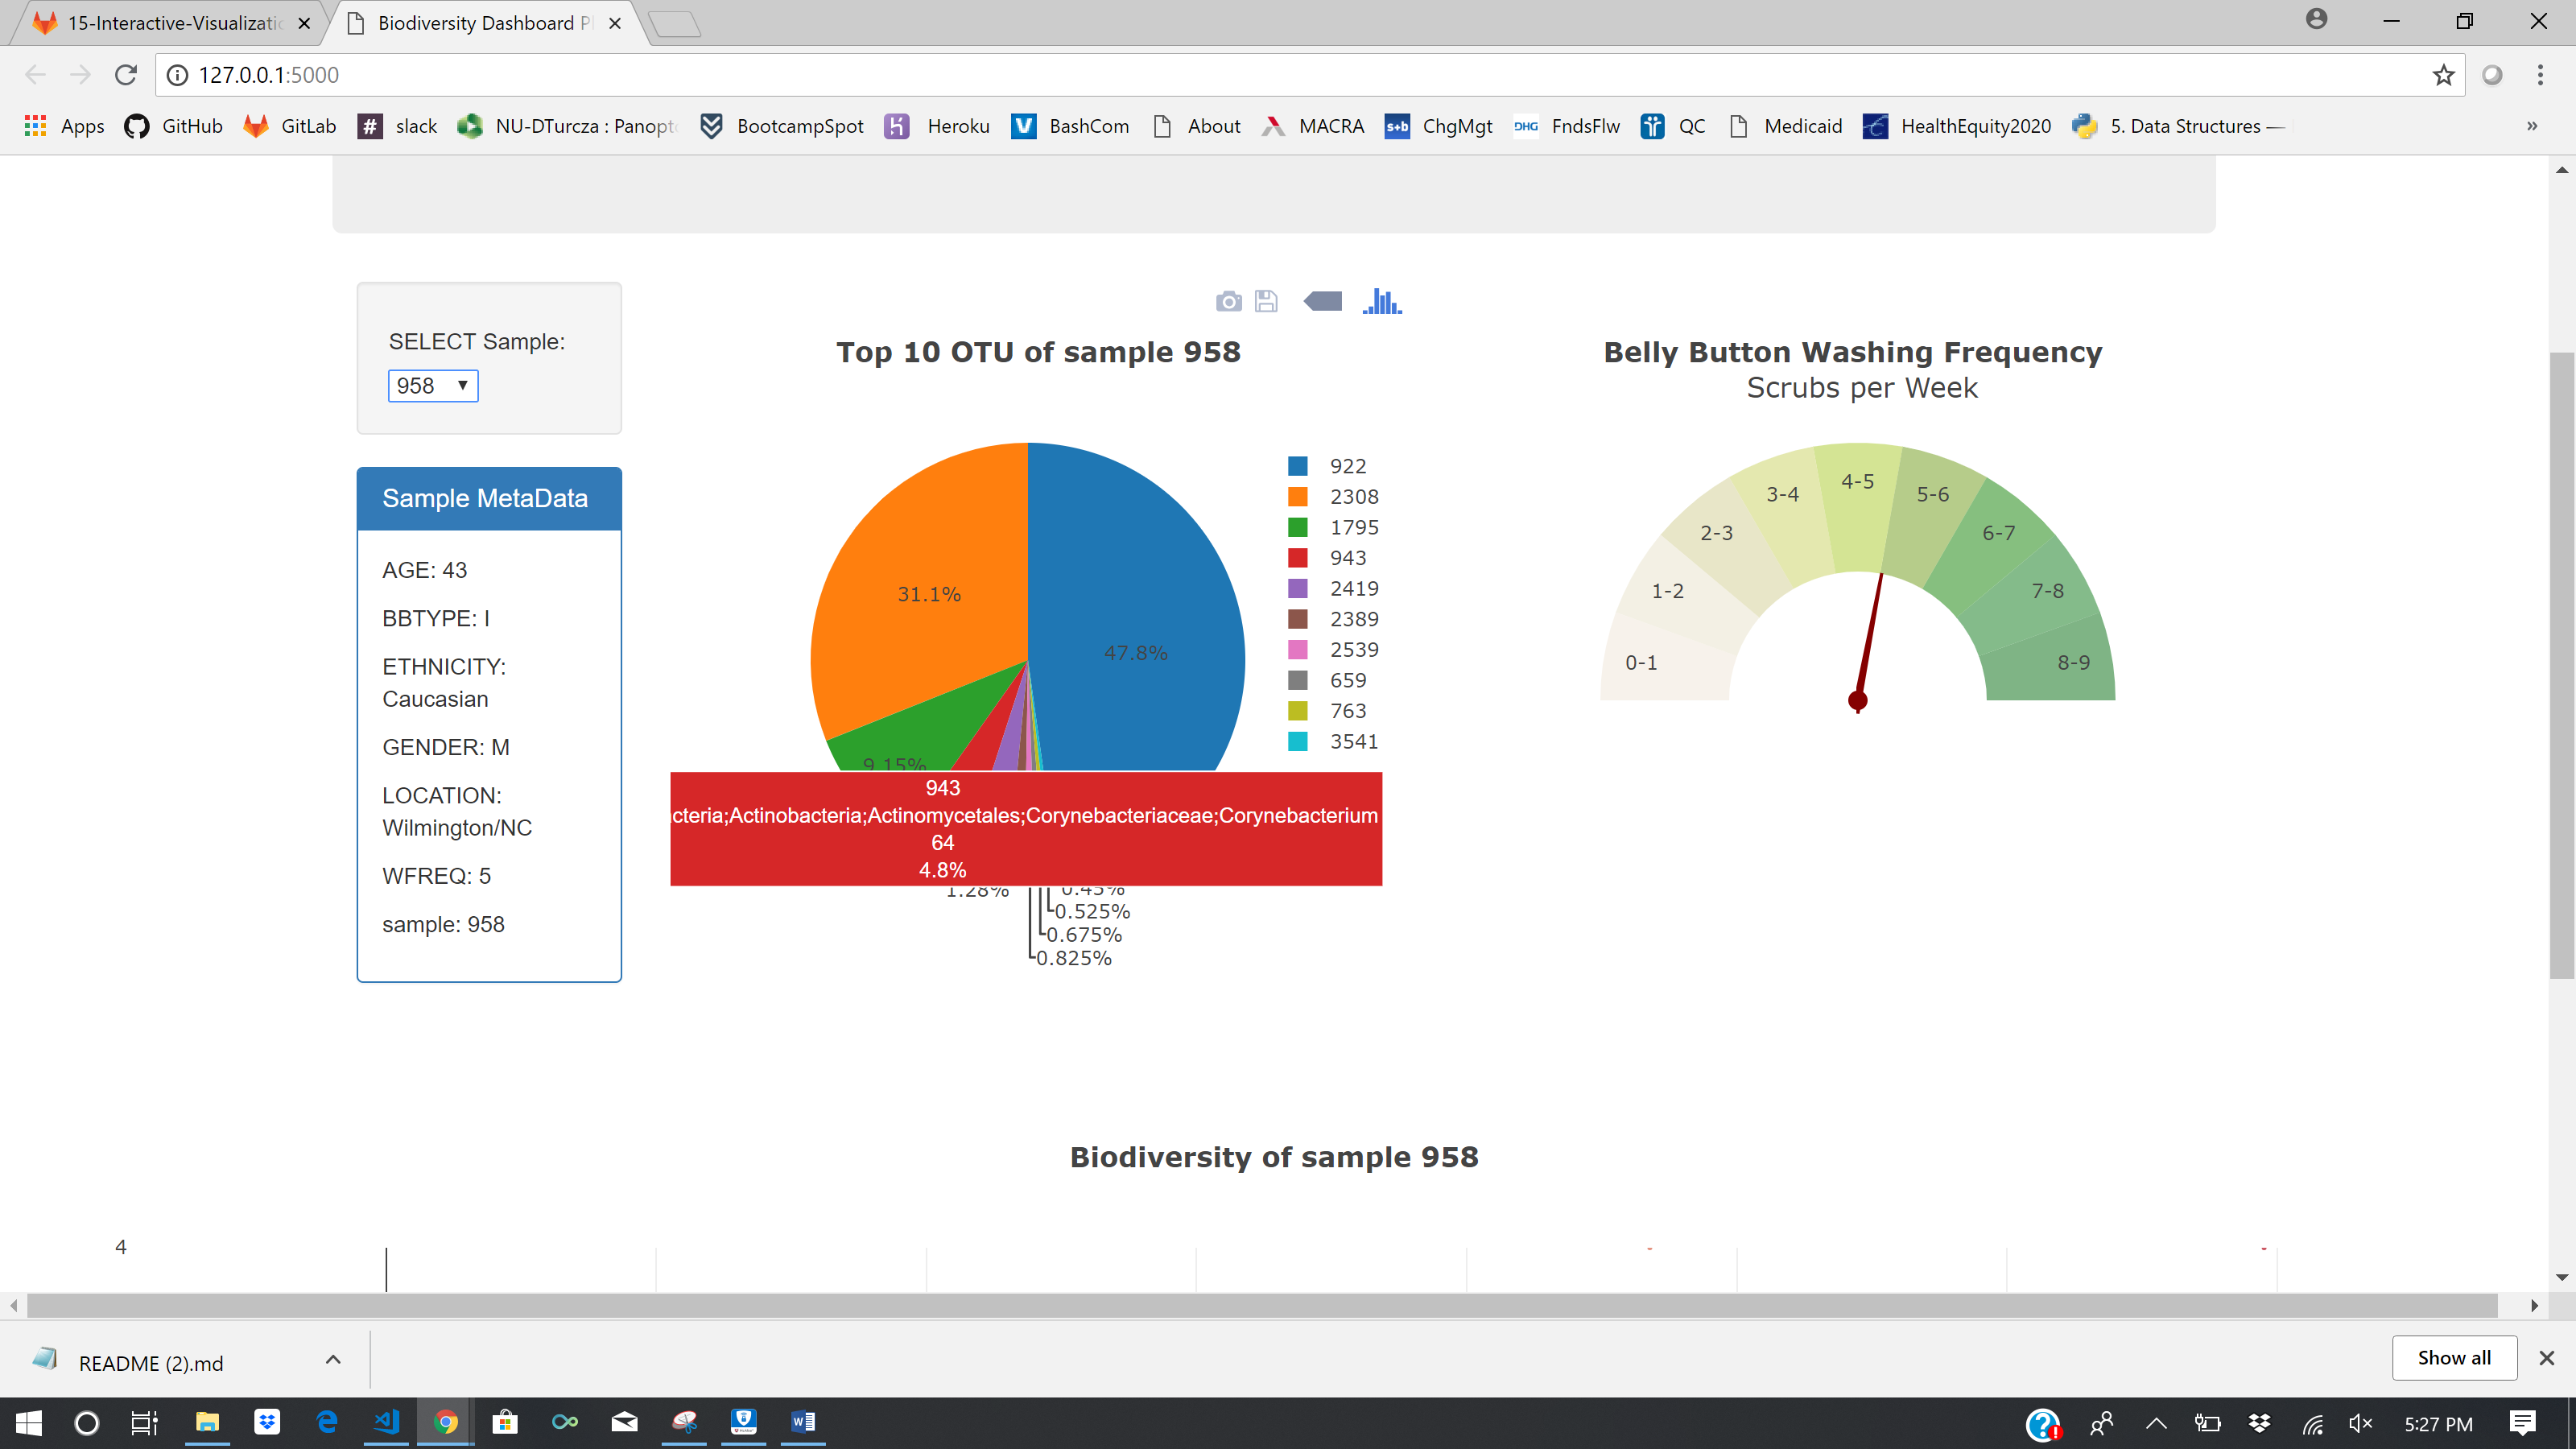 15-Interactive-Visualizatio
Biodiversity Dashboard Pl
127.0.0.1:5000
Apps
GitHub
GitLab
slack
NU-DTurcza : Panopto
BootcampSpot
Heroku
BashCom
About
MACRA
s+b
ChgMgt
DHG
FndsFlw
QC
Medicaid
HealthEquity2020
5. Data Structures —
»
SELECT Sample:
958
Sample MetaData
AGE: 43
BBTYPE: I
ETHNICITY:
Caucasian
GENDER: M
LOCATION:
Wilmington/NC
WFREQ: 5
sample: 958
Top 10 OTU of sample 958
31.1%
47.8%
9.15%
922
2308
1795
943
2419
2389
2539
659
763
3541
943
cteria;Actinobacteria;Actinomycetales;Corynebacteriaceae;Corynebacterium
64
4.8%
1.28%
0.45%
0.525%
0.675%
0.825%
Belly Button Washing Frequency
Scrubs per Week
0-1
1-2
2-3
3-4
4-5
5-6
6-7
7-8
8-9
Biodiversity of sample 958
4
README (2).md
Show all
5:27 PM